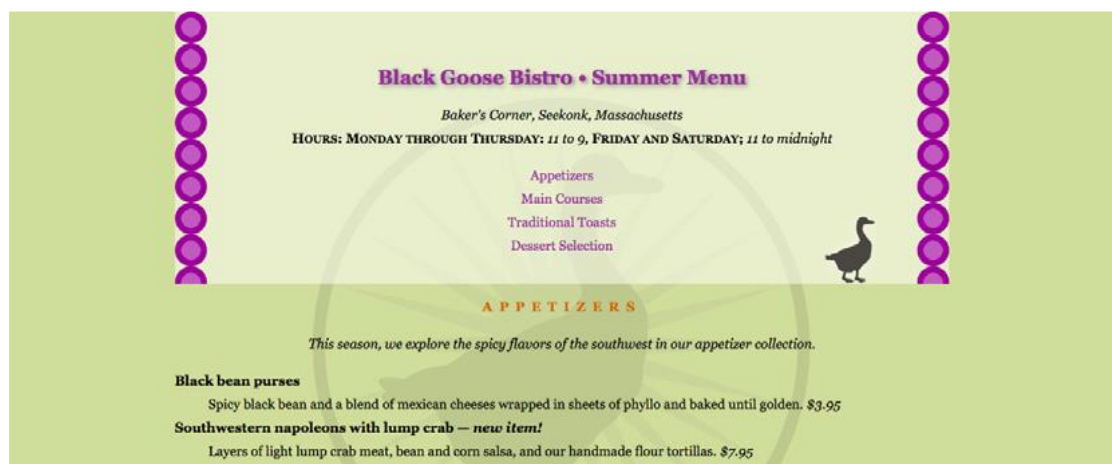 Black Goose Bistro • Summer Menu
Baker's Corner, Seekonk, Massachusetts
Hours: Monday through Thursday: 11 to 9, Friday and Saturday; 11 to midnight
Appetizers
Main Courses
Traditional Toasts
Dessert Selection
APPETIZERS
This season, we explore the spicy flavors of the southwest in our appetizer collection.
Black bean purses
Spicy black bean and a blend of mexican cheeses wrapped in sheets of phyllo and baked until golden. $3.95
Southwestern napoleons with lump crab — new item!
Layers of light lump crab meat, bean and corn salsa, and our handmade flour tortillas. $7.95